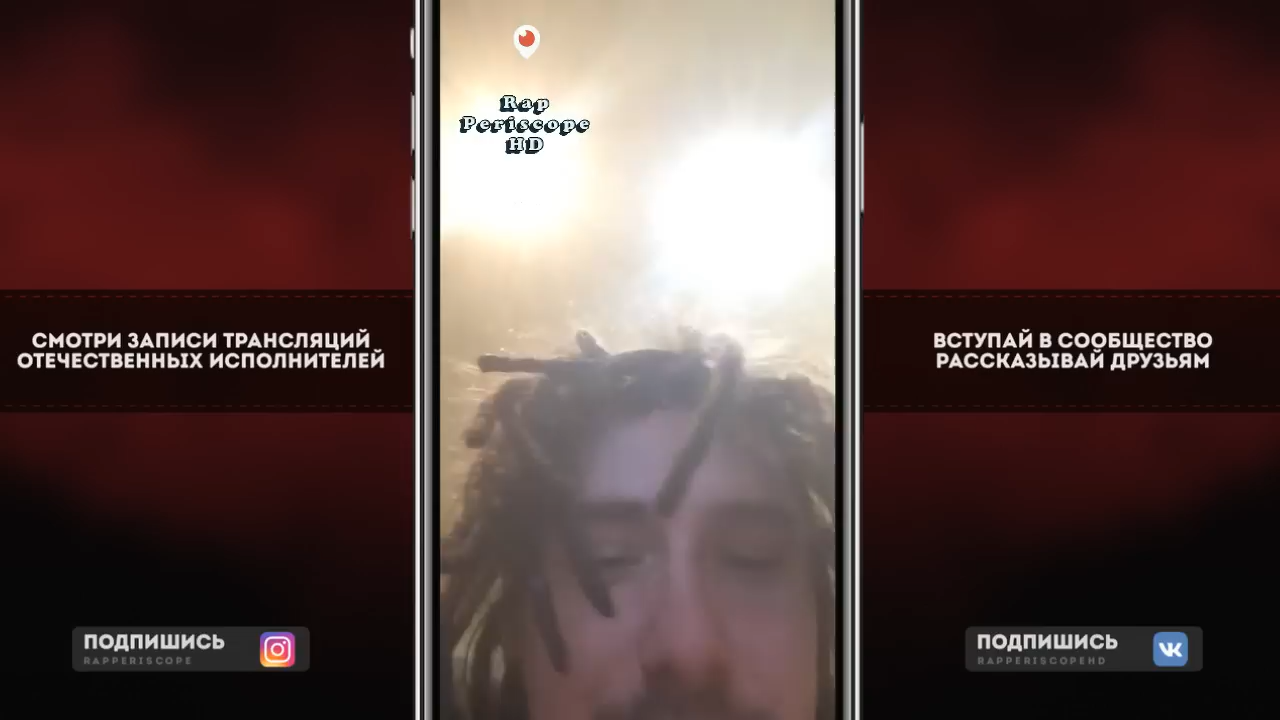 Rap
Periscope
HD
СМОТРИ ЗАПИСИ ТРАНСЛЯЦИЙ
ОТЕЧЕСТВЕННЫХ ИСПОЛНИТЕЛЕЙ
ВСТУПАЙ В СООБЩЕСТВО
РАССКАЗЫВАЙ ДРУЗЬЯМ
ПОДПИШИСЬ
RAPPERISCOPE
ПОДПИШИСЬ
RAPPERISCOPEHD